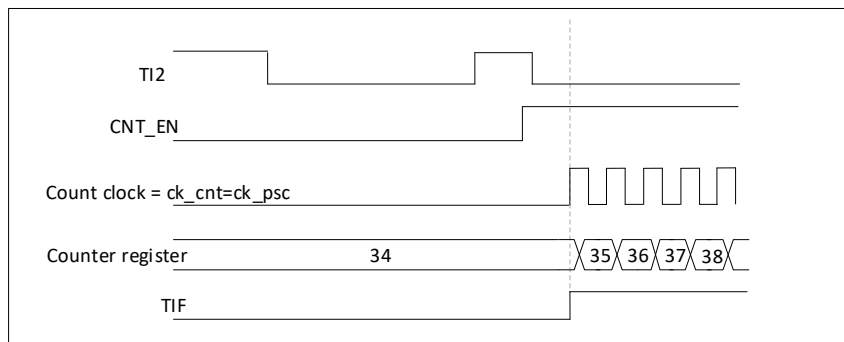 TI2
CNT_EN
Count clock = ck_cnt=ck_psc
Counter register 34 35 36 37 38
TIF